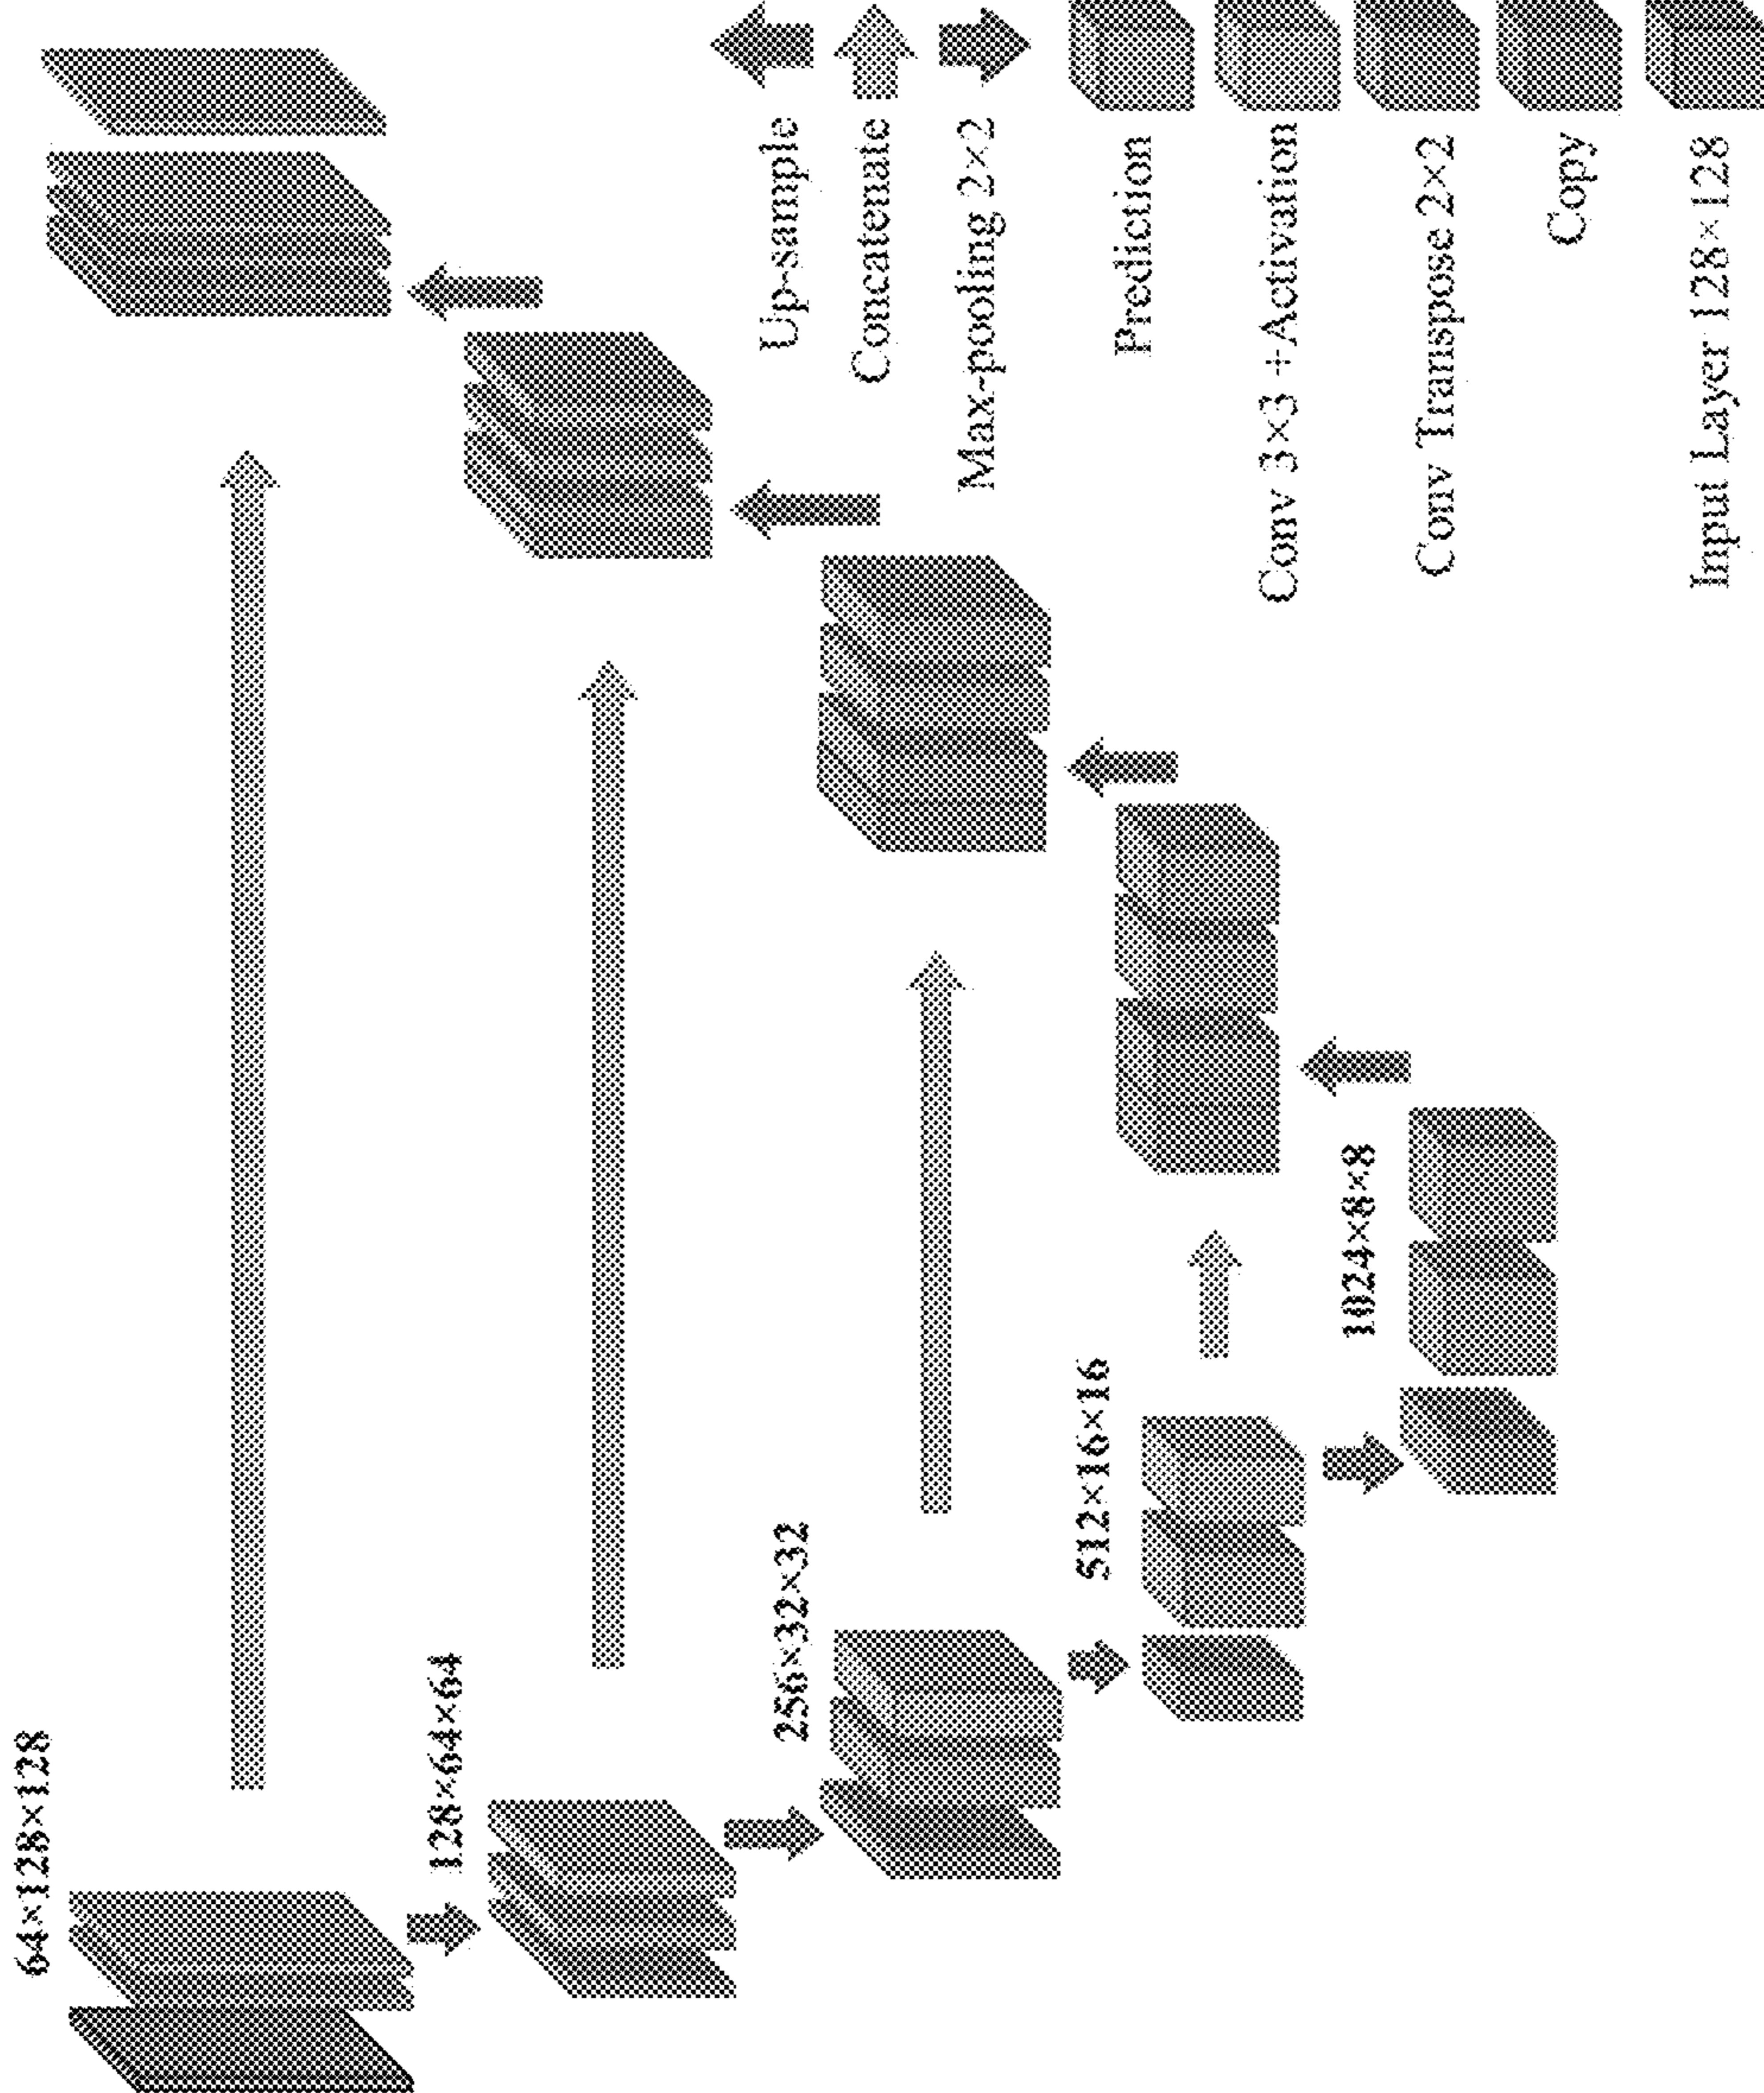 64×128×128
128×64×64
256×32×32
512×16×16
1024×8×8
Up-sample
Concatenate
Max-pooling 2×2
Prediction
Conv 3×3 +Activation
Conv Transpose 2×2
Copy
Input Layer 128×128